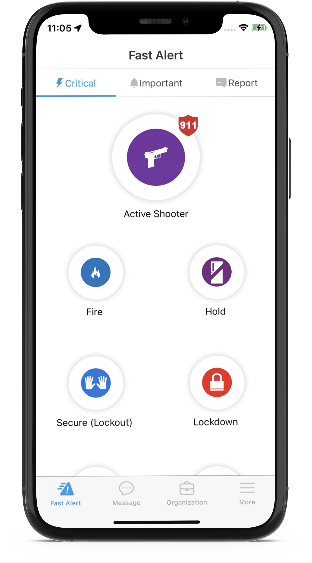 11:05
Fast Alert
Critical
Important
Report
911
Active Shooter
Fire
Hold
Secure (Lockout)
Lockdown
Fast Alert
Message
Organization
More